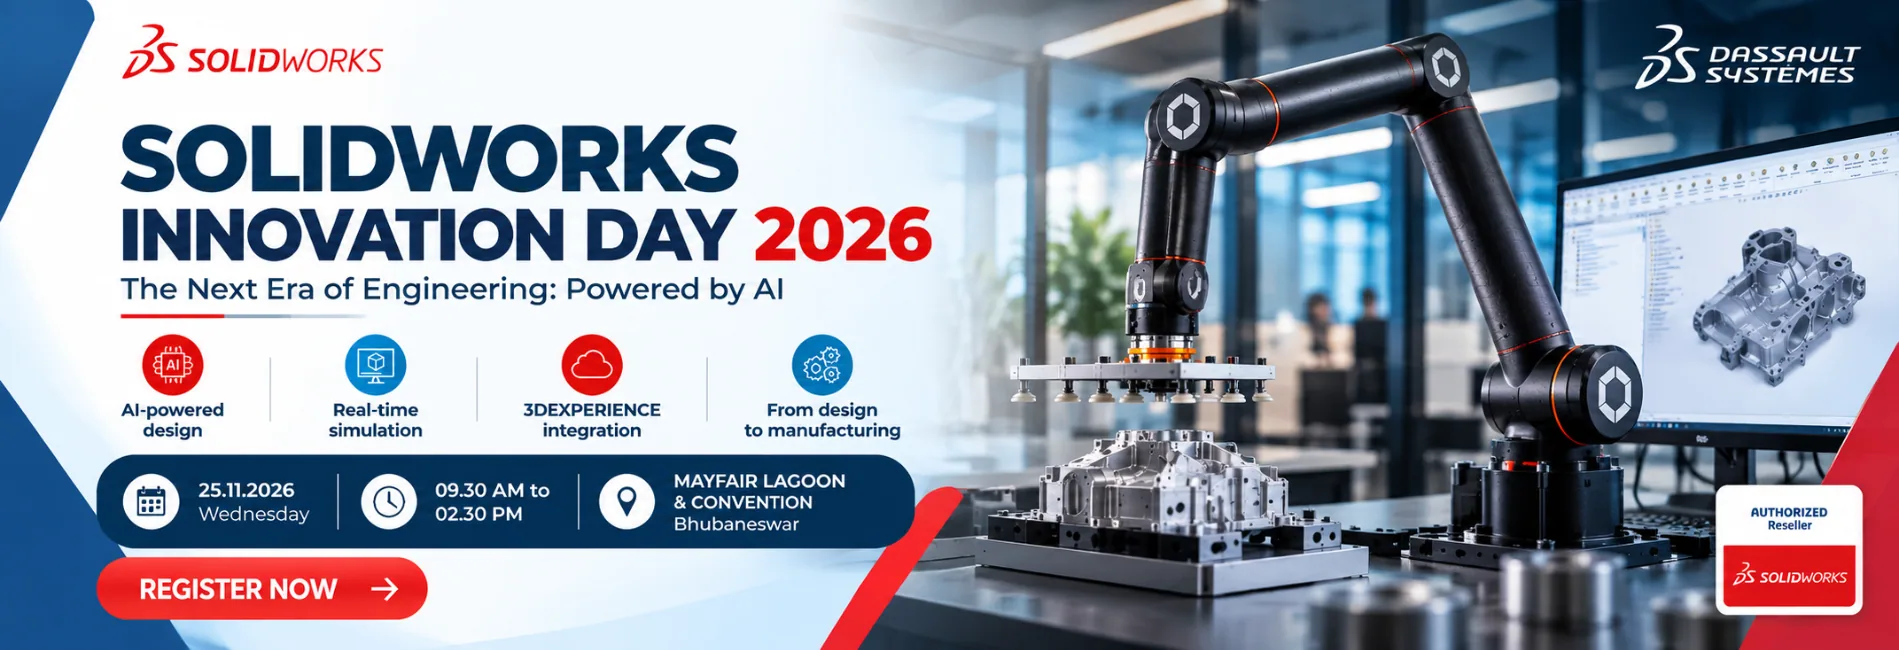 SOLIDWORKS
DASSAULT
SYSTEMES
SOLIDWORKS
INNOVATION DAY 2026
The Next Era of Engineering: Powered by AI
AI
AI-powered
design
Real-time
simulation
3DEXPERIENCE
integration
From design
to manufacturing
25.11.2026
Wednesday
09.30 AM to
02.30 PM
MAYFAIR LAGOON
& CONVENTION
Bhubaneswar
REGISTER NOW
AUTHORIZED
Reseller
SOLIDWORKS